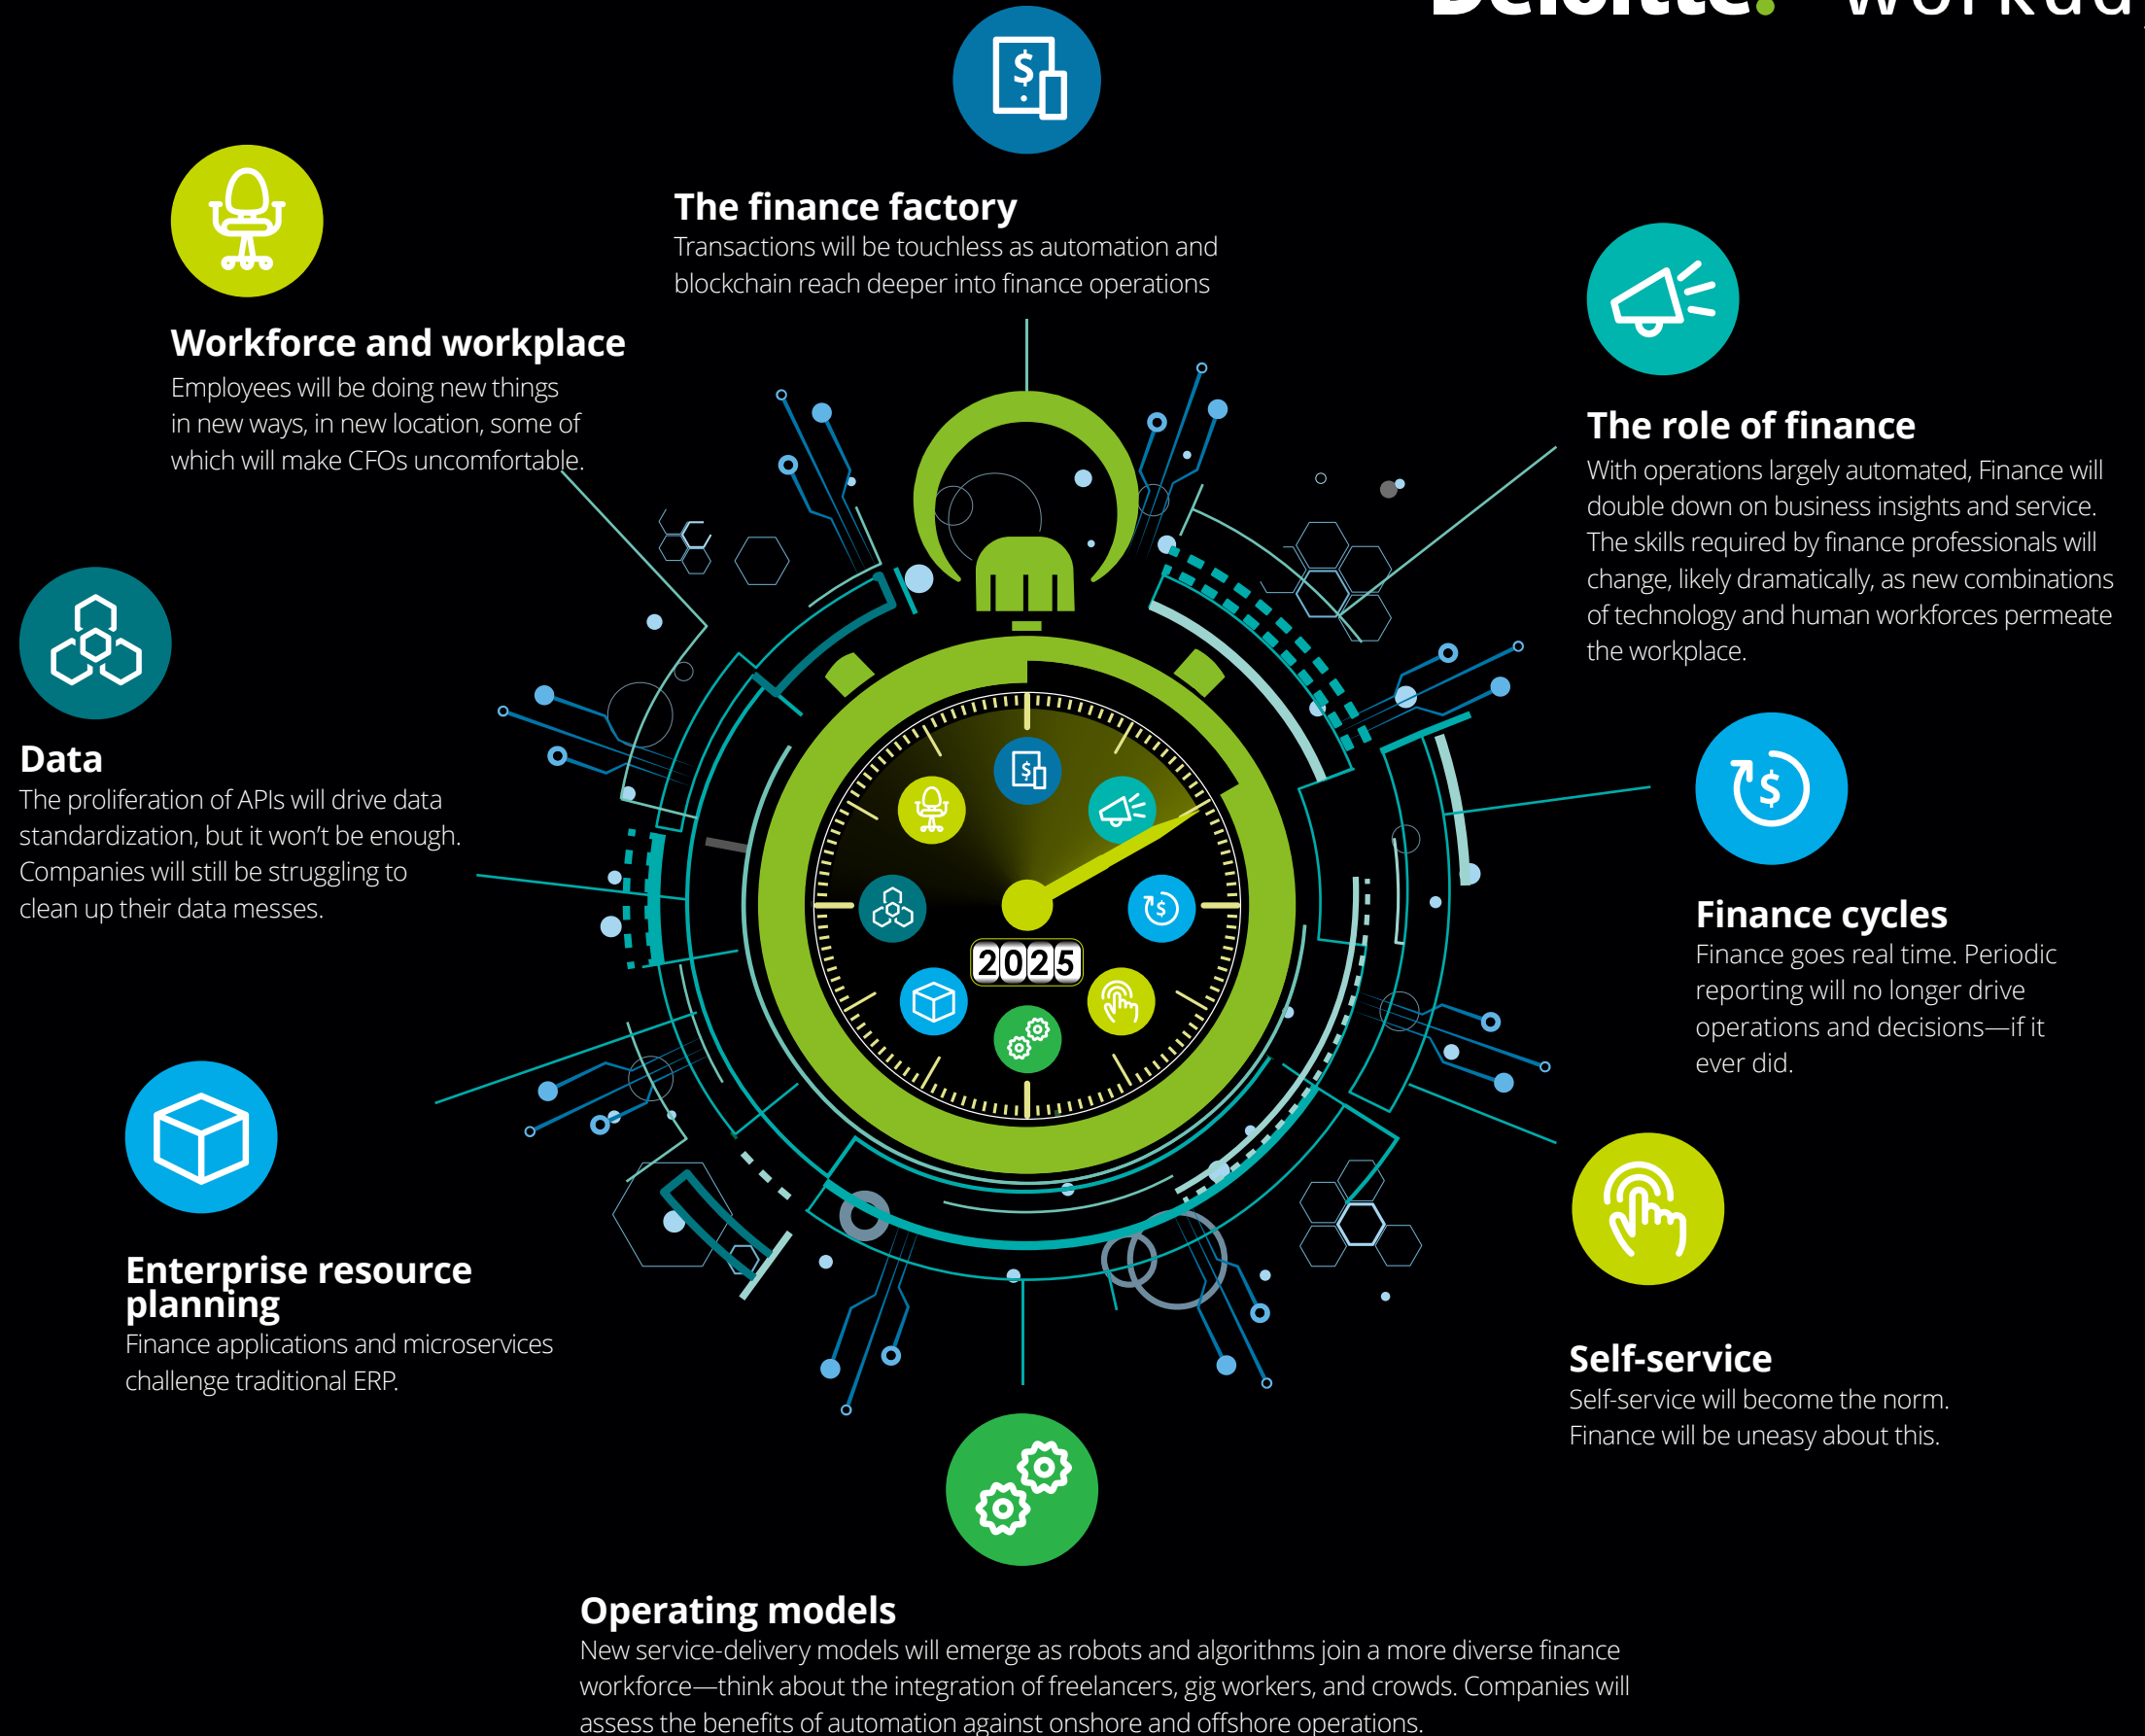 Deloitte.
The finance factory
Transactions will be touchless as automation and
blockchain reach deeper into finance operations
Workforce and workplace
Employees will be doing new things
in new ways, in new location, some of
which will make CFOs uncomfortable.
The role of finance
With operations largely automated, Finance will
double down on business insights and service.
The skills required by finance professionals will
change, likely dramatically, as new combinations
of technology and human workforces permeate
the workplace.
Data
The proliferation of APIs will drive data
standardization, but it won’t be enough.
Companies will still be struggling to
clean up their data messes.
Finance cycles
Finance goes real time. Periodic
reporting will no longer drive
operations and decisions—if it
ever did.
2025
Enterprise resource
planning
Finance applications and microservices
challenge traditional ERP.
Self-service
Self-service will become the norm.
Finance will be uneasy about this.
Operating models
New service-delivery models will emerge as robots and algorithms join a more diverse finance
workforce—think about the integration of freelancers, gig workers, and crowds. Companies will
assess the benefits of automation against onshore and offshore operations.